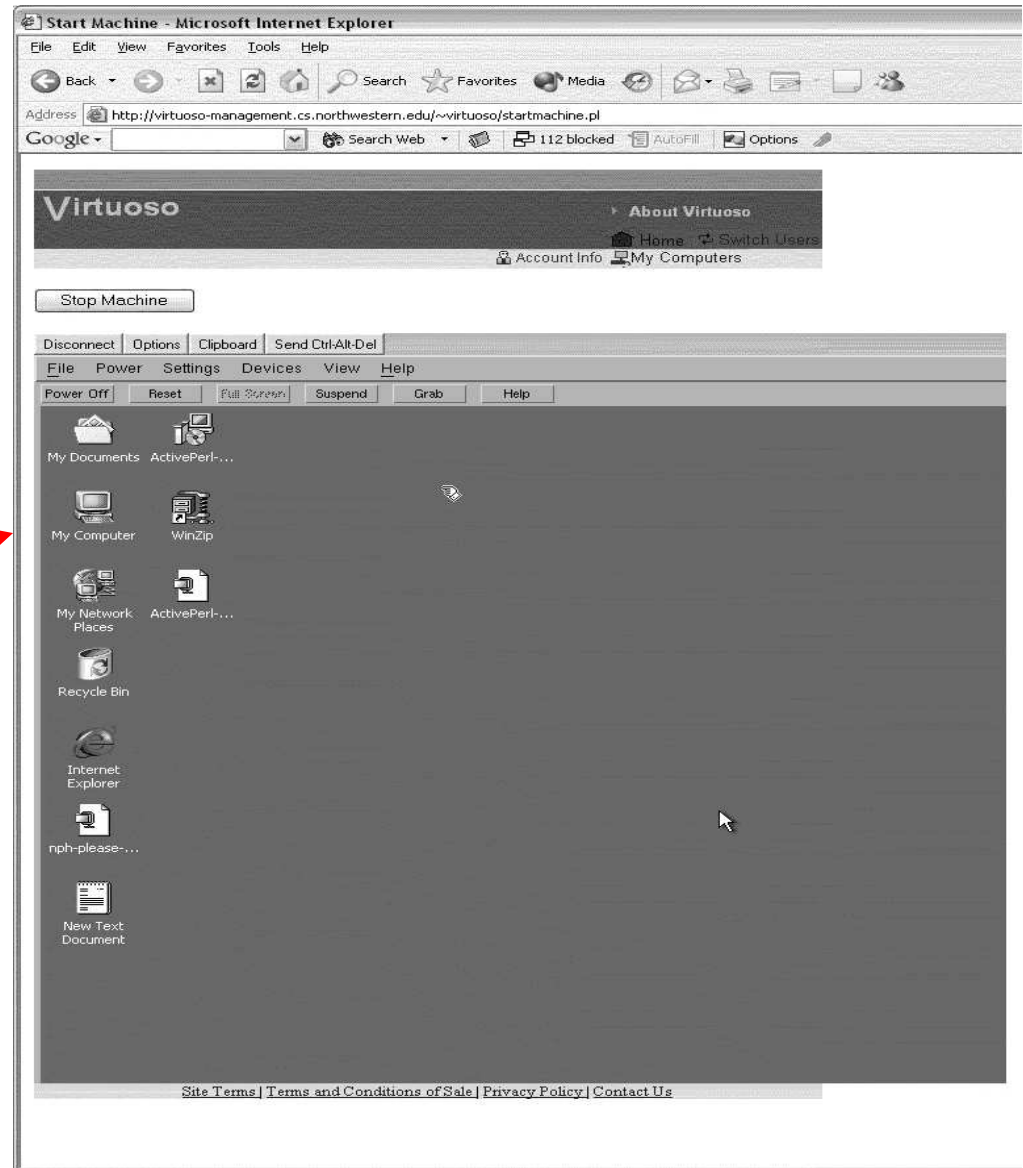 Start Machine - Microsoft Internet Explorer
File Edit View Favorites Tools Help
Back Search Favorites Media
Address http://virtuoso-management.cs.northwestern.edu/~virtuoso/startmachine.pl
Google Search Web 112 blocked AutoFill Options
Virtuoso
About Virtuoso
Home Switch Users
Account Info My Computers
Stop Machine
Disconnect Options Clipboard Send Ctrl-Alt-Del
File Power Settings Devices View Help
Power Off Reset Full Screen Suspend Grab Help
My Documents ActivePerl-...
My Computer WinZip
My Network ActivePerl-...
Places
Recycle Bin
Internet
Explorer
nph-please-...
New Text
Document
Site Terms | Terms and Conditions of Sale | Privacy Policy | Contact Us